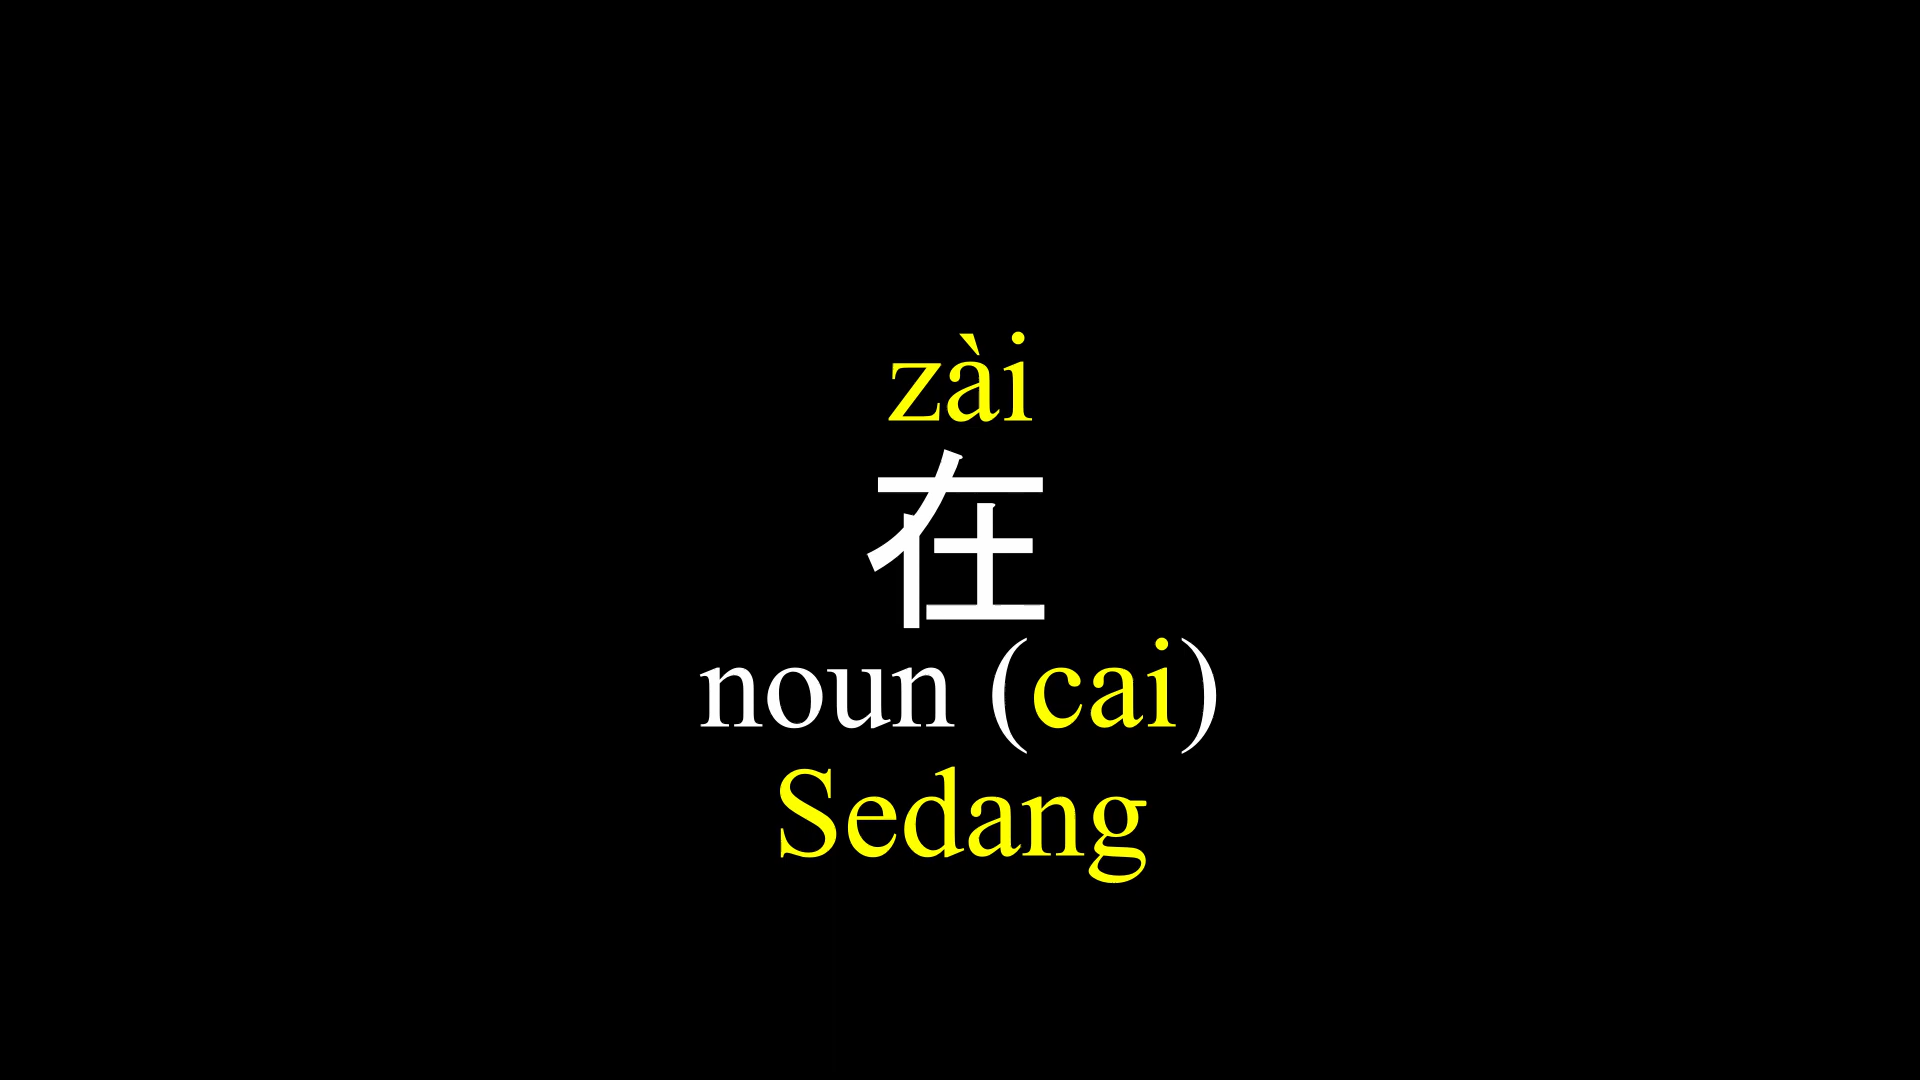 zài
在
noun (cai)
Sedang